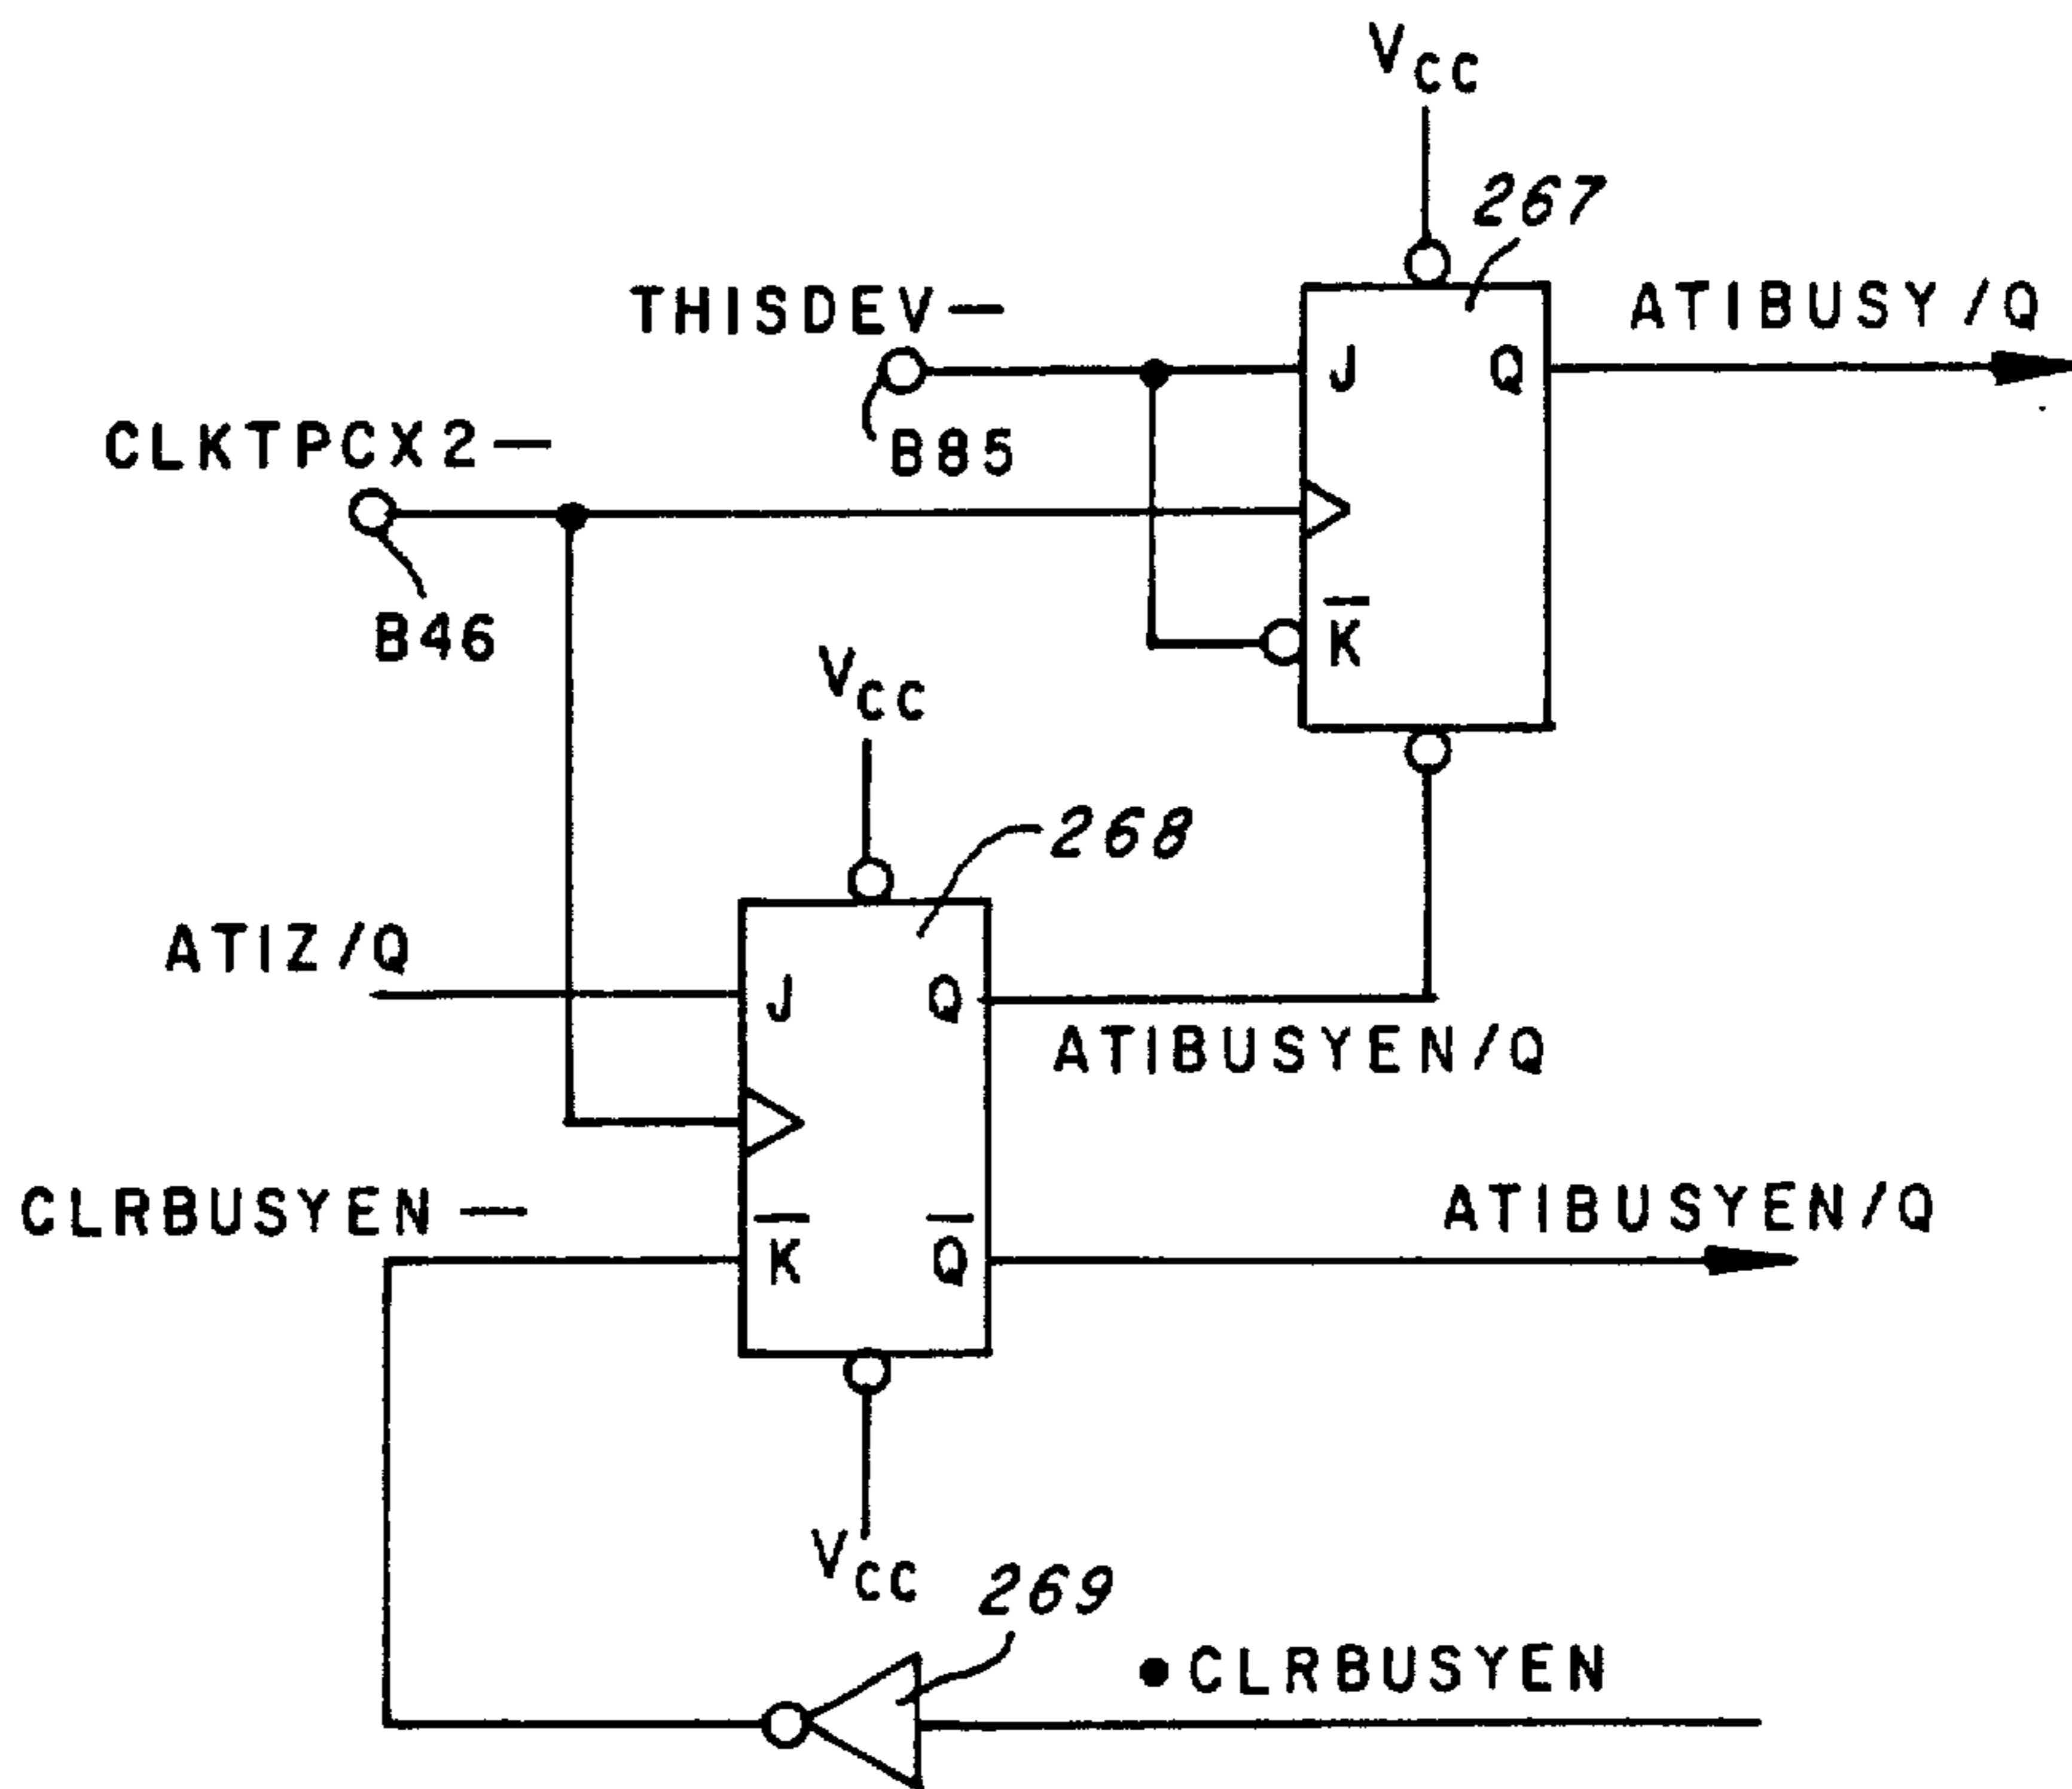 VCC
267
THISDEV—
ATIBUSY/Q
J Q
CLKTPCX2—
B85
B46
K̅
VCC
268
ATIZ/Q
J Q
ATIBUSYEN/Q
CLRBUSYEN—
ATIBUSYEN/Q
K̅ Q̅
VCC
269
•CLRBUSYEN